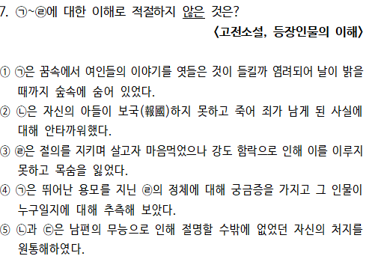 7. ㉠~㉣에 대한 이해로 적절하지 않은 것은?
<고전소설, 등장인물의 이해>
① ㉠은 꿈속에서 여인들의 이야기를 엿들은 것이 들킬까 염려되어 날이 밝을
때까지 숲속에 숨어 있었다.
② ㉡은 자신의 아들이 보국(報國)하지 못하고 죽어 죄가 남게 된 사실에
대해 안타까워했다.
③ ㉣은 절의를 지키며 살고자 마음먹었으나 강도 함락으로 인해 이를 이루지
못하고 목숨을 잃었다.
④ ㉠은 뛰어난 용모를 지닌 ㉣의 정체에 대해 궁금증을 가지고 그 인물이
누구일지에 대해 추측해 보았다.
⑤ ㉡과 ㉢은 남편의 무능으로 인해 절명할 수밖에 없었던 자신의 처지를
원통해하였다.